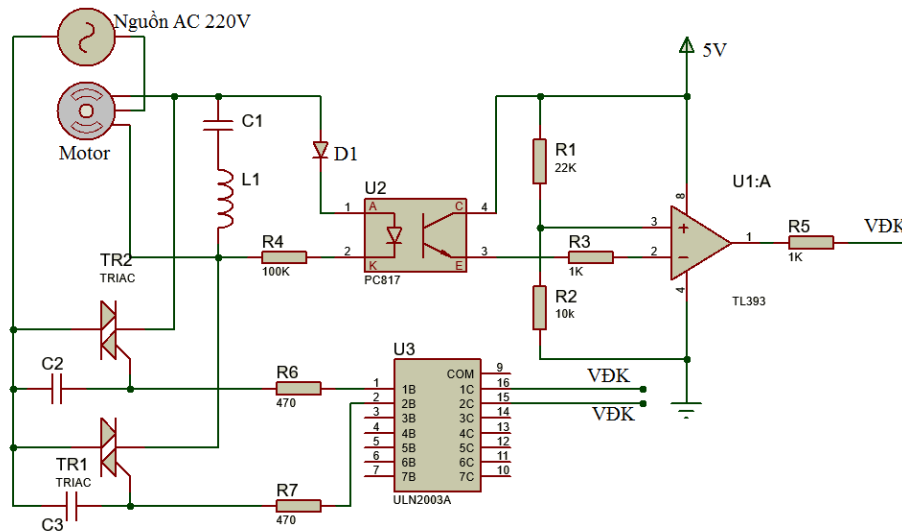 Nguồn AC 220V
Motor
C1
L1
D1
5V
R1
22K
U1:A
U2
A
K
C
E
1
2
4
3
PC817
R4
100K
R3
1K
3
2
8
4
1
+
−
R5
1K
VĐK
TL393
R2
10k
TR2
TRIAC
C2
R6
470
U3
1
2
3
4
5
6
7
1B
2B
3B
4B
5B
6B
7B
COM
1C
2C
3C
4C
5C
6C
7C
9
16
15
14
13
12
11
10
VĐK
VĐK
ULN2003A
TR1
TRIAC
C3
R7
470